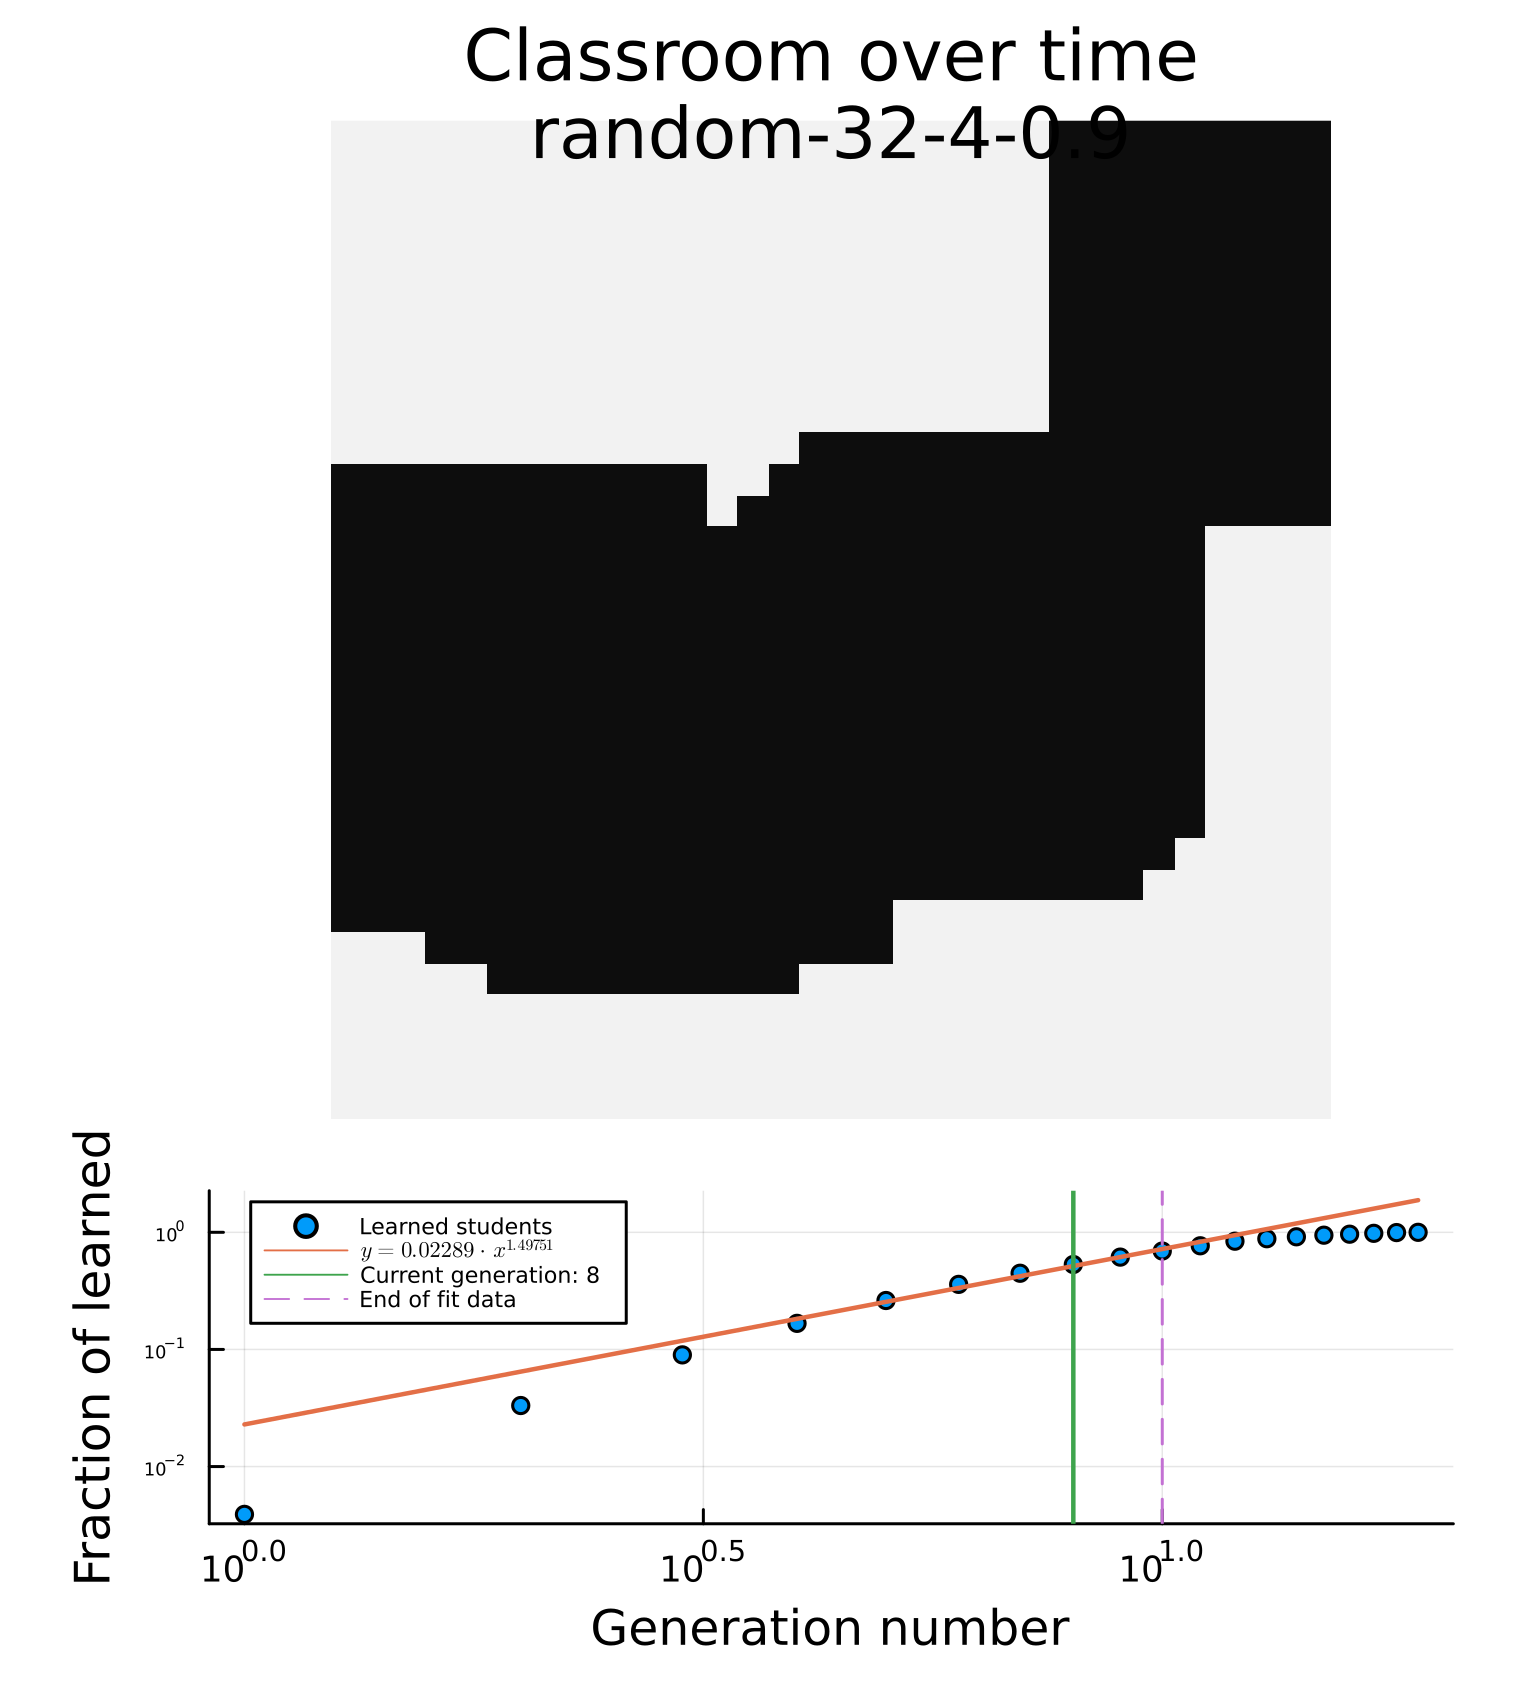 Classroom over time
random-32-4-0.9
Fraction of learned
10⁰
10⁻¹
10⁻²
Learned students
y = 0.02289 · x^1.49751
Current generation: 8
End of fit data
10^0.0
10^0.5
10^1.0
Generation number